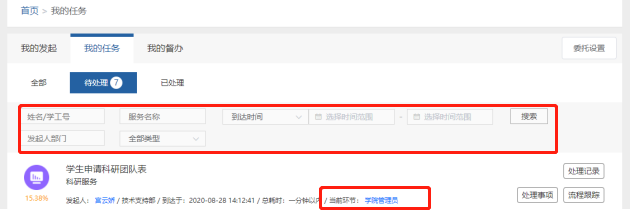 首页 > 我的任务
我的发起 我的任务 我的督办 委托设置
全部 待处理 7 已处理
姓名/学工号 服务名称 到达时间 选择时间范围 - 选择时间范围 搜索
发起人部门 全部类型
学生申请科研团队表 处理记录
科研服务
15.38% 发起人： 富云娇 / 技术支持部 / 到达于：2020-08-28 14:12:41 / 总耗时：一分钟以内 / 当前环节： 学院管理员 处理事项 流程跟踪